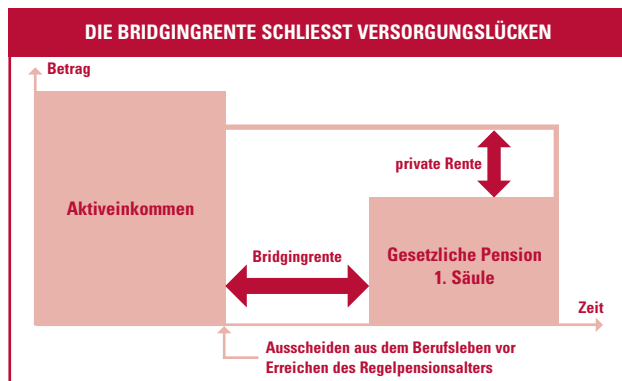 DIE BRIDGINGRENTE SCHLIESST VERSORGUNGSLÜCKEN
Betrag
private Rente
Aktiveinkommen
Bridgingrente
Gesetzliche Pension
1. Säule
Zeit
Ausscheiden aus dem Berufsleben vor
Erreichen des Regelpensionsalters